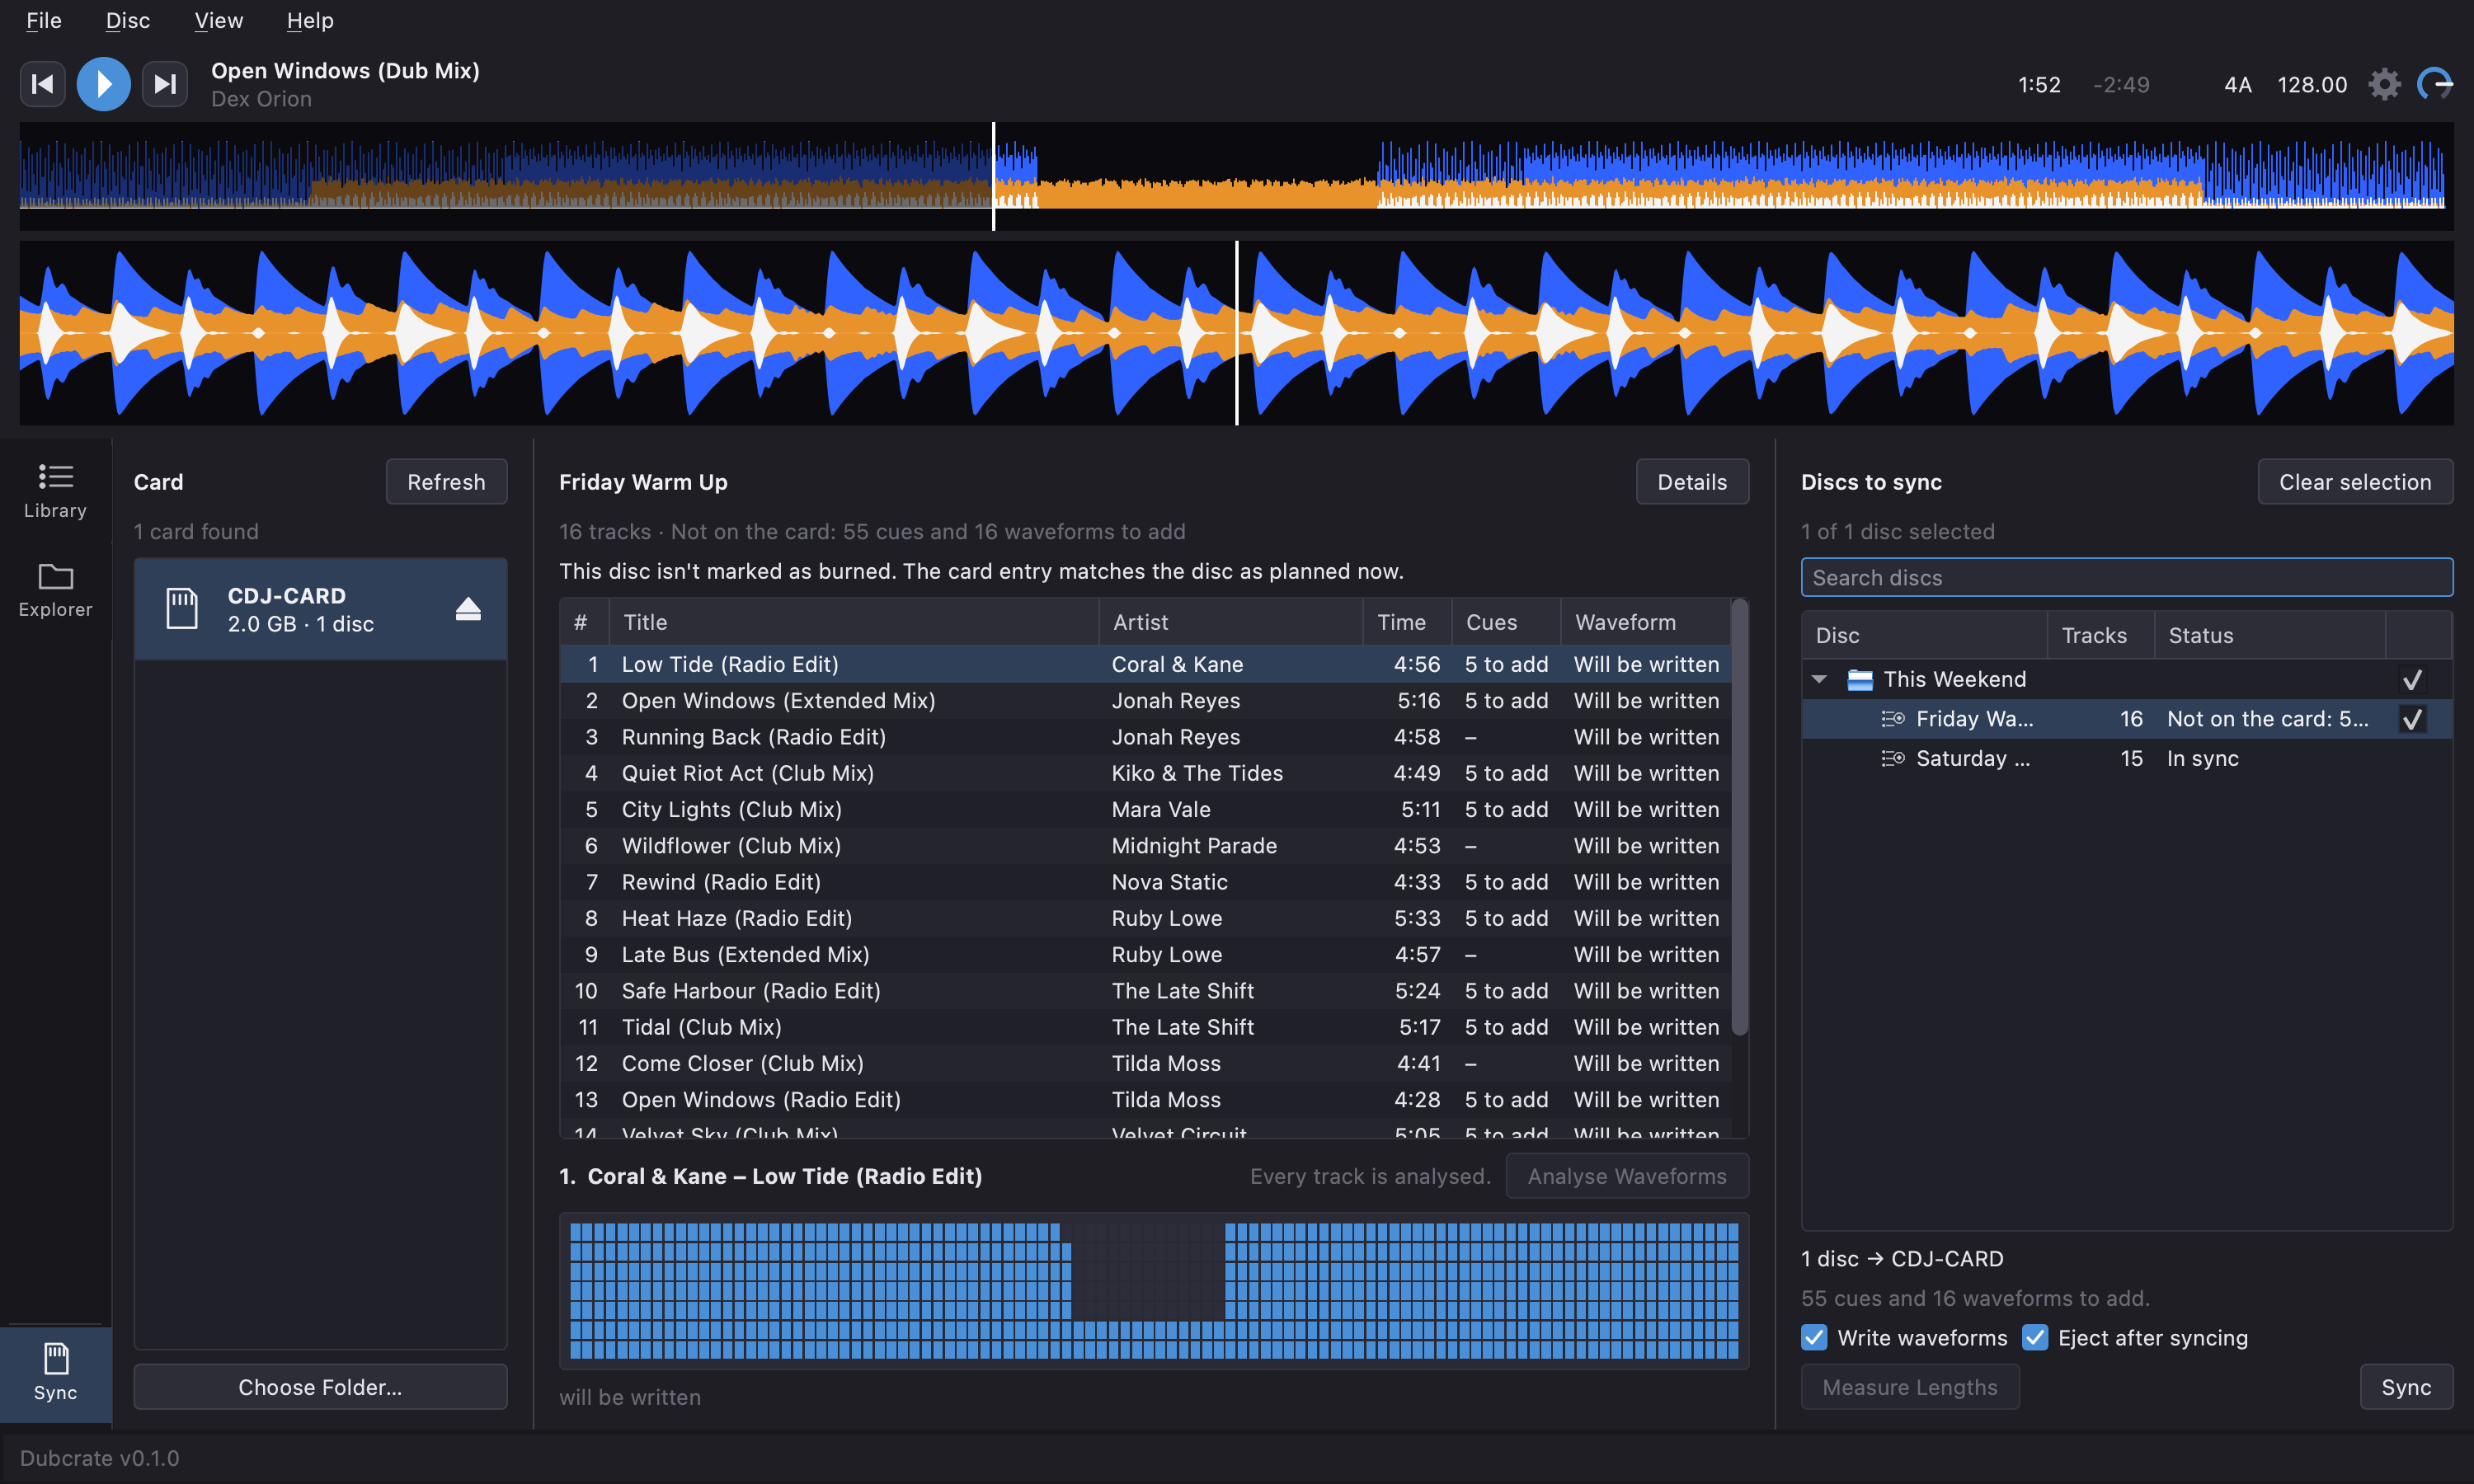 File Disc View Help
Open Windows (Dub Mix)
Dex Orion
1:52 -2:49 4A 128.00
Library
Explorer
Sync
Card Refresh
1 card found
CDJ-CARD
2.0 GB · 1 disc
Choose Folder...
Friday Warm Up Details
16 tracks · Not on the card: 55 cues and 16 waveforms to add
This disc isn't marked as burned. The card entry matches the disc as planned now.
# Title Artist Time Cues Waveform
1 Low Tide (Radio Edit) Coral & Kane 4:56 5 to add Will be written
2 Open Windows (Extended Mix) Jonah Reyes 5:16 5 to add Will be written
3 Running Back (Radio Edit) Jonah Reyes 4:58 – Will be written
4 Quiet Riot Act (Club Mix) Kiko & The Tides 4:49 5 to add Will be written
5 City Lights (Club Mix) Mara Vale 5:11 5 to add Will be written
6 Wildflower (Club Mix) Midnight Parade 4:53 – Will be written
7 Rewind (Radio Edit) Nova Static 4:33 5 to add Will be written
8 Heat Haze (Radio Edit) Ruby Lowe 5:33 5 to add Will be written
9 Late Bus (Extended Mix) Ruby Lowe 4:57 – Will be written
10 Safe Harbour (Radio Edit) The Late Shift 5:24 5 to add Will be written
11 Tidal (Club Mix) The Late Shift 5:17 5 to add Will be written
12 Come Closer (Club Mix) Tilda Moss 4:41 – Will be written
13 Open Windows (Radio Edit) Tilda Moss 4:28 5 to add Will be written
14 Velvet Sky (Club Mix) Velvet Circuit 5:05 5 to add Will be written
1. Coral & Kane – Low Tide (Radio Edit) Every track is analysed. Analyse Waveforms
will be written
Discs to sync Clear selection
1 of 1 disc selected
Search discs
Disc Tracks Status
This Weekend
Friday Wa... 16 Not on the card: 5...
Saturday ... 15 In sync
1 disc → CDJ-CARD
55 cues and 16 waveforms to add.
Write waveforms Eject after syncing
Measure Lengths Sync
Dubcrate v0.1.0